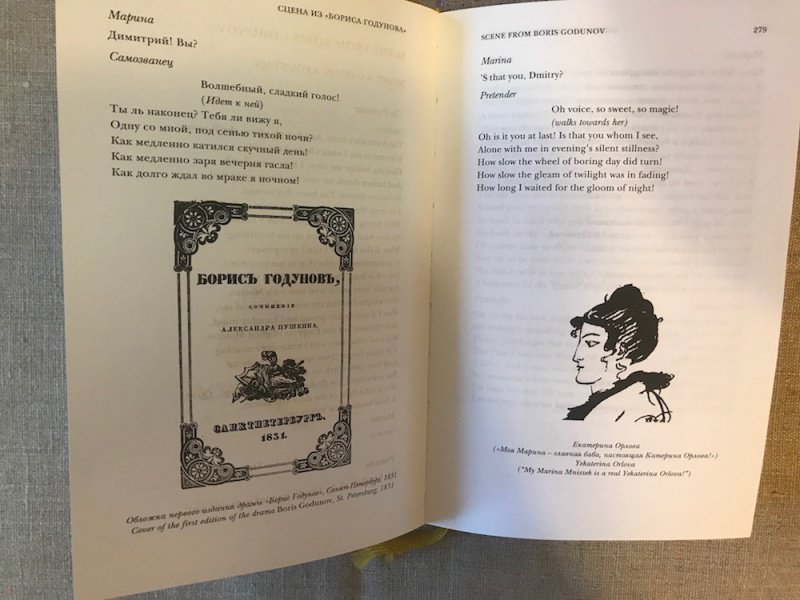 СЦЕНА ИЗ «БОРИСА ГОДУНОВА»
Марина
Димитрий! Вы?
Самозванец
Волшебный, сладкий голос!
(Идет к ней)
Ты ль наконец? Тебя ли вижу я,
Одну со мной, под сенью тихой ночи?
Как медленно катился скучный день!
Как медленно заря вечерня гасла!
Как долго ждал во мраке я ночном!
БОРИСЪ ГОДУНОВЪ,
СОЧИНЕНІЕ
АЛЕКСАНДРА ПУШКИНА.
САНКТПЕТЕРБУРГЪ,
1831.
Обложка первого издания драмы «Борис Годунов», Санкт-Петербург, 1831
Cover of the first edition of the drama Boris Godunov, St. Petersburg, 1831
SCENE FROM BORIS GODUNOV 279
Marina
'S that you, Dmitry?
Pretender
Oh voice, so sweet, so magic!
(walks towards her)
Oh is it you at last! Is that you whom I see,
Alone with me in evening's silent stillness?
How slow the wheel of boring day did turn!
How slow the gleam of twilight was in fading!
How long I waited for the gloom of night!
Екатерина Орлова
(«Моя Марина – славная баба, настоящая Катерина Орлова!»)
Yekaterina Orlova
("My Marina Mniszek is a real Yekaterina Orlova!")